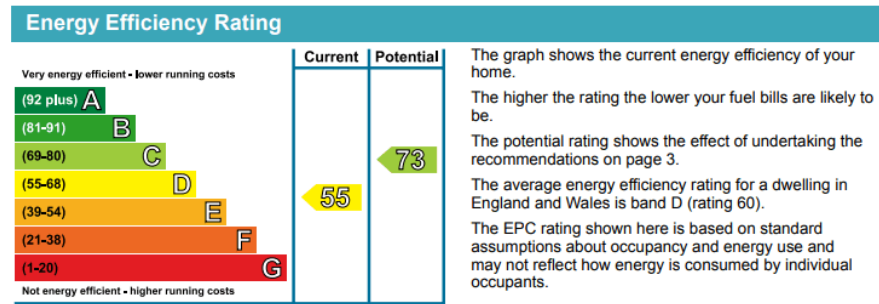 Energy Efficiency Rating
Current Potential
Very energy efficient - lower running costs
(92 plus) A
(81-91) B
(69-80) C
(55-68) D
(39-54) E
(21-38) F
(1-20) G
Not energy efficient - higher running costs
55
73
The graph shows the current energy efficiency of your
home.
The higher the rating the lower your fuel bills are likely to
be.
The potential rating shows the effect of undertaking the
recommendations on page 3.
The average energy efficiency rating for a dwelling in
England and Wales is band D (rating 60).
The EPC rating shown here is based on standard
assumptions about occupancy and energy use and
may not reflect how energy is consumed by individual
occupants.